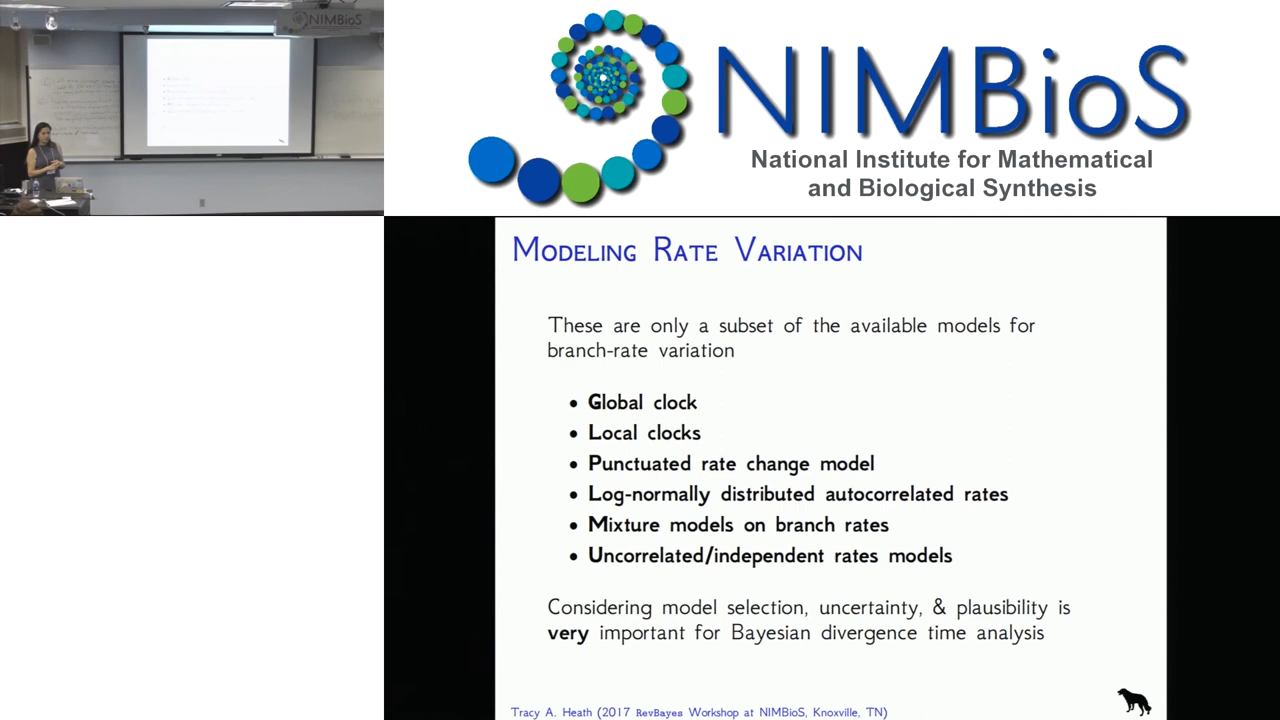 NIMBioS
NIMBioS
National Institute for Mathematical
and Biological Synthesis
Modeling Rate Variation
These are only a subset of the available models for
branch-rate variation
• Global clock
• Local clocks
• Punctuated rate change model
• Log-normally distributed autocorrelated rates
• Mixture models on branch rates
• Uncorrelated/independent rates models
Considering model selection, uncertainty, & plausibility is
very important for Bayesian divergence time analysis
Tracy A. Heath (2017 RevBayes Workshop at NIMBioS, Knoxville, TN)